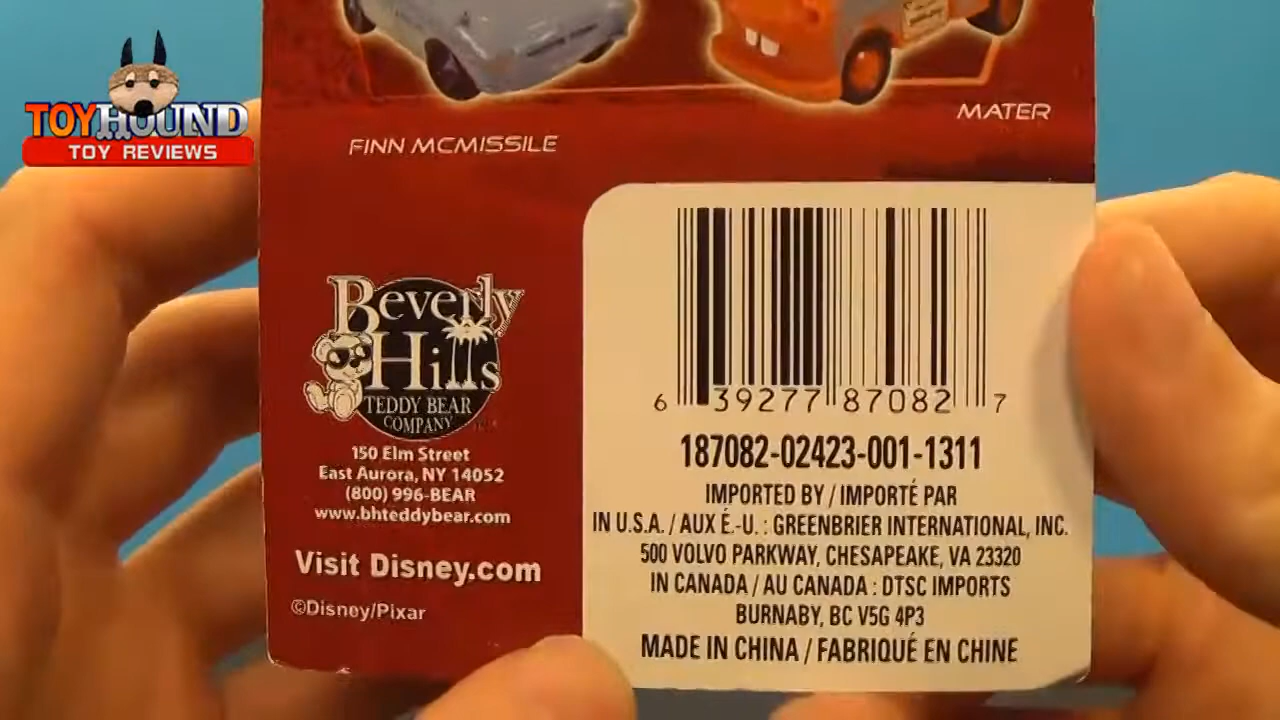 TOYHOUND
TOY REVIEWS
FINN MCMISSILE
MATER
Beverly
Hills
TEDDY BEAR
COMPANY
150 Elm Street
East Aurora, NY 14052
(800) 996-BEAR
www.bhteddybear.com
Visit Disney.com
©Disney/Pixar
6 39277 87082 7
187082-02423-001-1311
IMPORTED BY / IMPORTÉ PAR
IN U.S.A. / AUX É.-U. : GREENBRIER INTERNATIONAL, INC.
500 VOLVO PARKWAY, CHESAPEAKE, VA 23320
IN CANADA / AU CANADA : DTSC IMPORTS
BURNABY, BC V5G 4P3
MADE IN CHINA / FABRIQUÉ EN CHINE